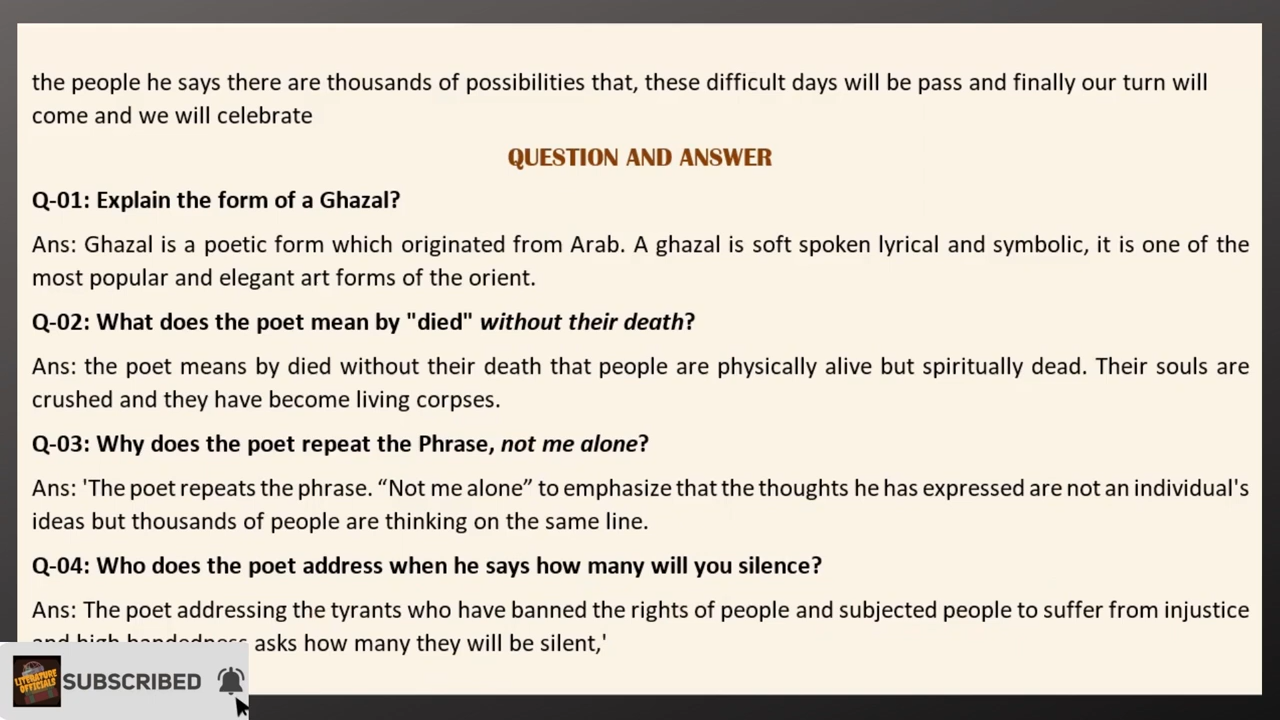 the people he says there are thousands of possibilities that, these difficult days will be pass and finally our turn will
come and we will celebrate
QUESTION AND ANSWER
Q-01: Explain the form of a Ghazal?
Ans: Ghazal is a poetic form which originated from Arab. A ghazal is soft spoken lyrical and symbolic, it is one of the
most popular and elegant art forms of the orient.
Q-02: What does the poet mean by "died" without their death?
Ans: the poet means by died without their death that people are physically alive but spiritually dead. Their souls are
crushed and they have become living corpses.
Q-03: Why does the poet repeat the Phrase, not me alone?
Ans: 'The poet repeats the phrase. “Not me alone” to emphasize that the thoughts he has expressed are not an individual's
ideas but thousands of people are thinking on the same line.
Q-04: Who does the poet address when he says how many will you silence?
Ans: The poet addressing the tyrants who have banned the rights of people and subjected people to suffer from injustice
and high handedness asks how many they will be silent,'
LITERATURE
OFFICIALS
SUBSCRIBED